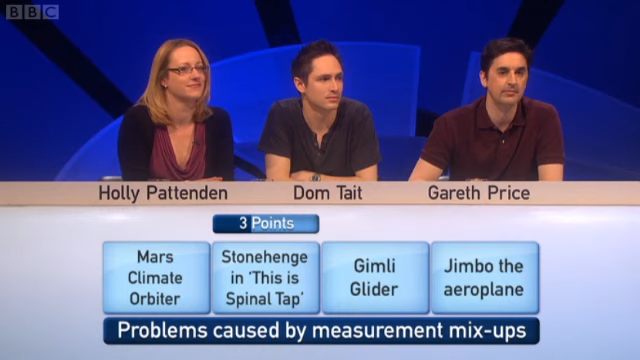 BBC
Holly Pattenden Dom Tait Gareth Price
3 Points
Mars
Climate
Orbiter
Stonehenge
in 'This is
Spinal Tap'
Gimli
Glider
Jimbo the
aeroplane
Problems caused by measurement mix-ups